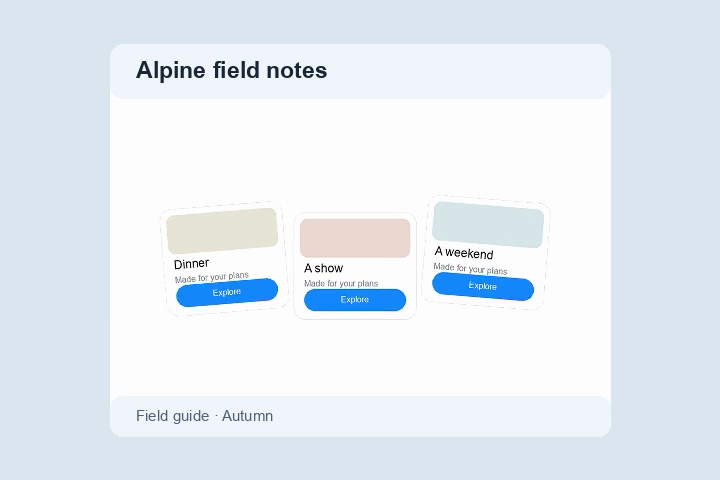 Alpine field notes
Dinner
Made for your plans
Explore
A show
Made for your plans
Explore
A weekend
Made for your plans
Explore
Field guide · Autumn